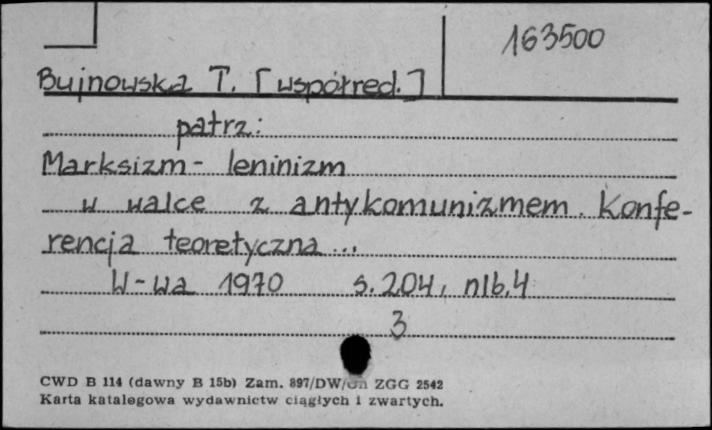 163500
Bujnowska T. [współred.]
patrz:
Marksizm - leninizm
w walce z antykomunizmem. Konfe-
rencja teoretyczna...
W-wa 1970 s. 204, nlb. 4
3
CWD B 114 (dawny B 15b) Zam. 897/DW/ ZGG 2542
Karta katalogowa wydawnictw ciągłych i zwartych.